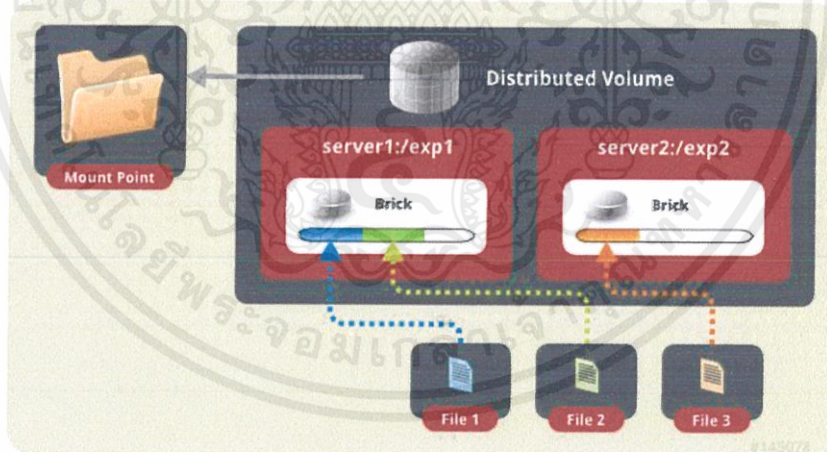 Distributed Volume
Mount Point
server1:/exp1
server2:/exp2
Brick
Brick
File 1
File 2
File 3